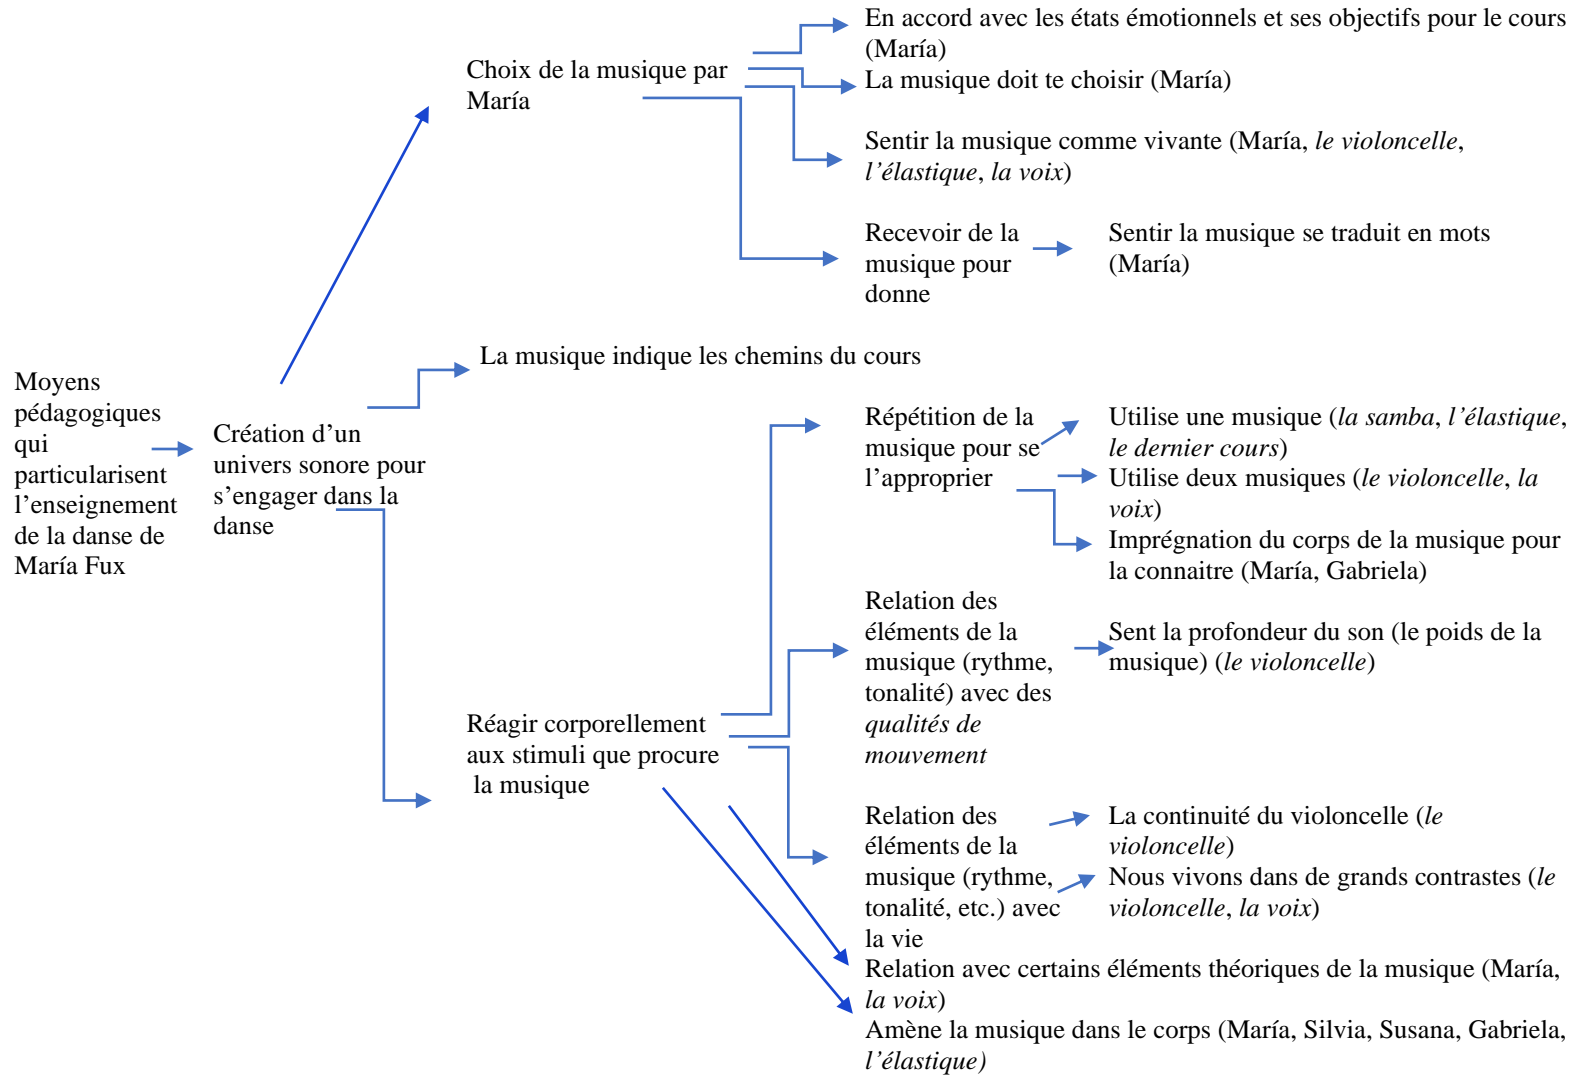 Moyens
pédagogiques
qui
particularisent
l’enseignement
de la danse de
María Fux
Création d’un
univers sonore pour
s’engager dans la
danse
Choix de la musique par
María
En accord avec les états émotionnels et ses objectifs pour le cours
(María)
La musique doit te choisir (María)
Sentir la musique comme vivante (María, le violoncelle,
l’élastique, la voix)
Recevoir de la
musique pour
donne
Sentir la musique se traduit en mots
(María)
La musique indique les chemins du cours
Réagir corporellement
aux stimuli que procure
la musique
Répétition de la
musique pour se
l’approprier
Utilise une musique (la samba, l’élastique,
le dernier cours)
Utilise deux musiques (le violoncelle, la
voix)
Imprégnation du corps de la musique pour
la connaitre (María, Gabriela)
Relation des
éléments de la
musique (rythme,
tonalité) avec des
qualités de
mouvement
Sent la profondeur du son (le poids de la
musique) (le violoncelle)
Relation des
éléments de la
musique (rythme,
tonalité, etc.) avec
la vie
La continuité du violoncelle (le
violoncelle)
Nous vivons dans de grands contrastes (le
violoncelle, la voix)
Relation avec certains éléments théoriques de la musique (María,
la voix)
Amène la musique dans le corps (María, Silvia, Susana, Gabriela,
l’élastique)